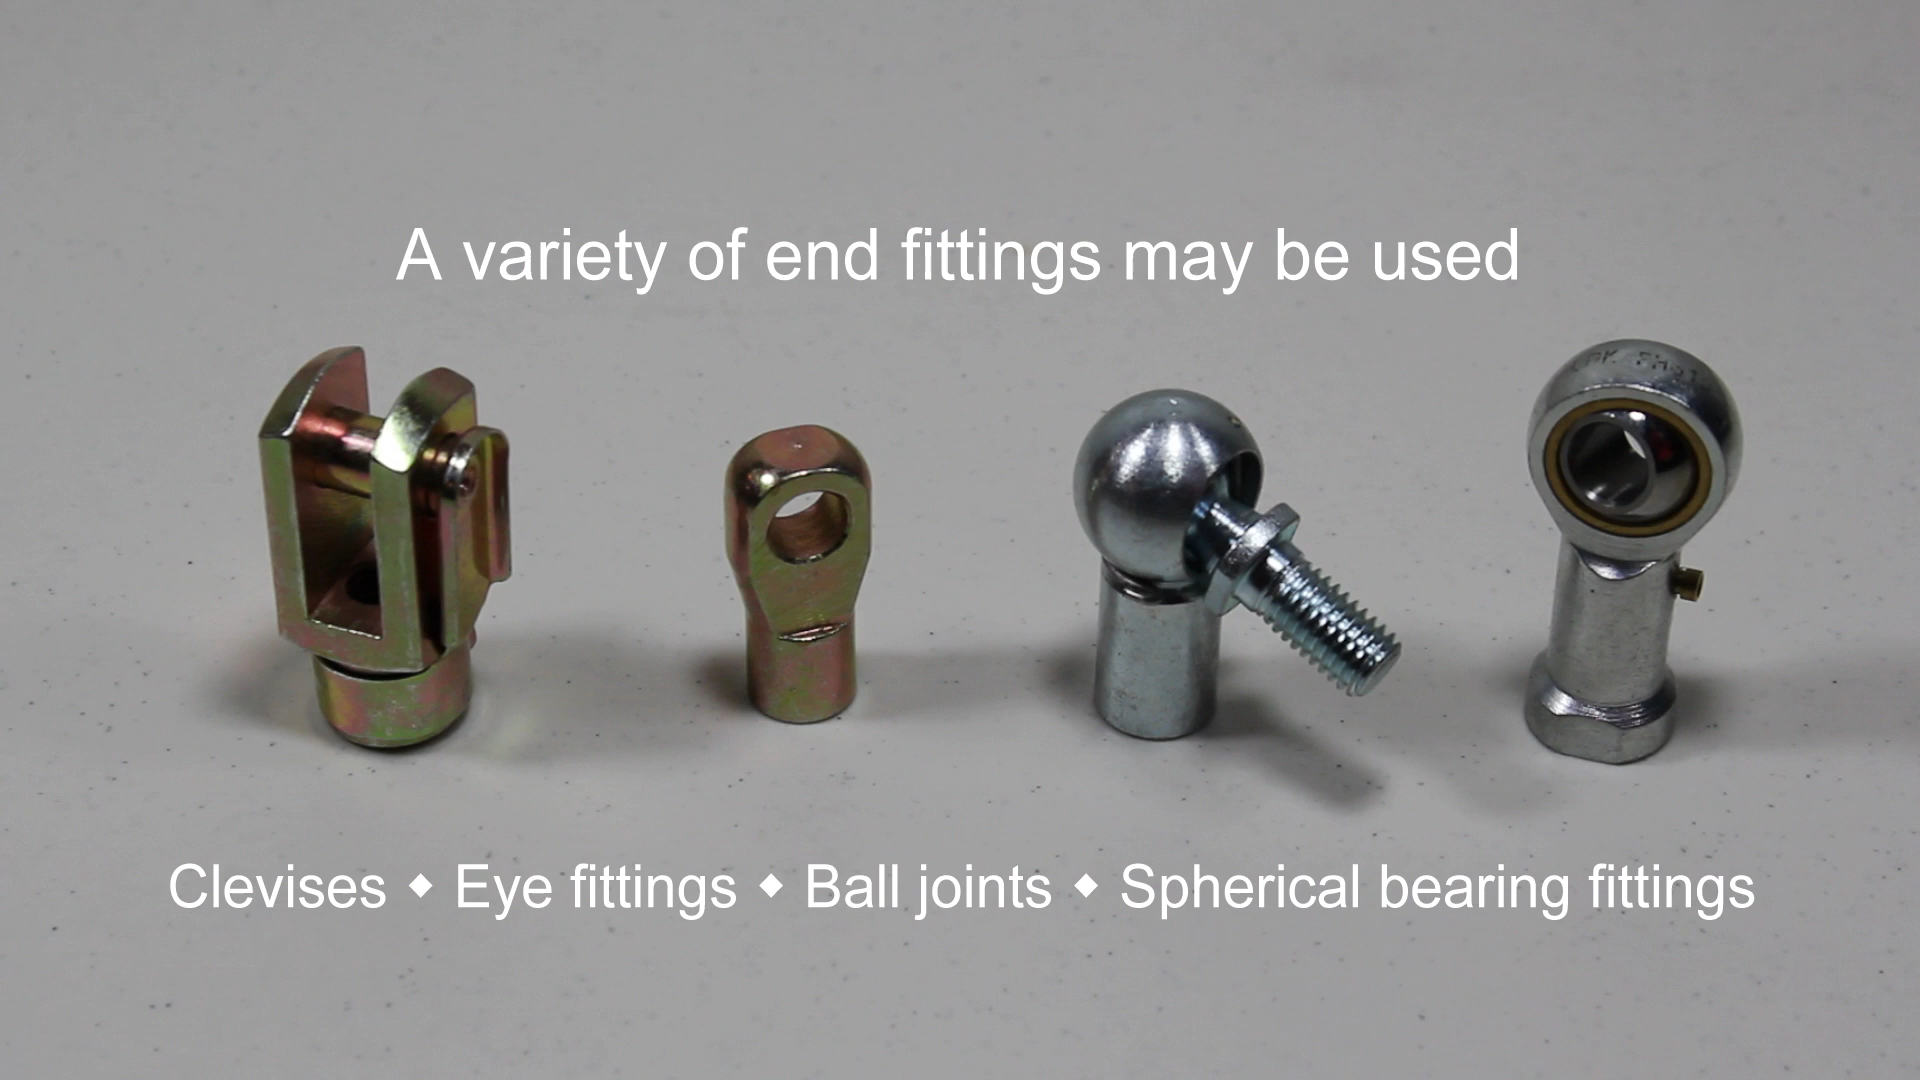 A variety of end fittings may be used
Clevises ◆ Eye fittings ◆ Ball joints ◆ Spherical bearing fittings